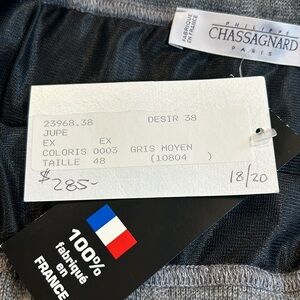 PHILIPPE
CHASSAGNARD
PARIS
FABRIQUÉ
EN FRANCE
23968.38 DESIR 38
JUPE
EX EX
COLORIS 0003 GRIS MOYEN
TAILLE 48 (10804 )
$285-
18/20
100%
fabriqué
en
FRANCE